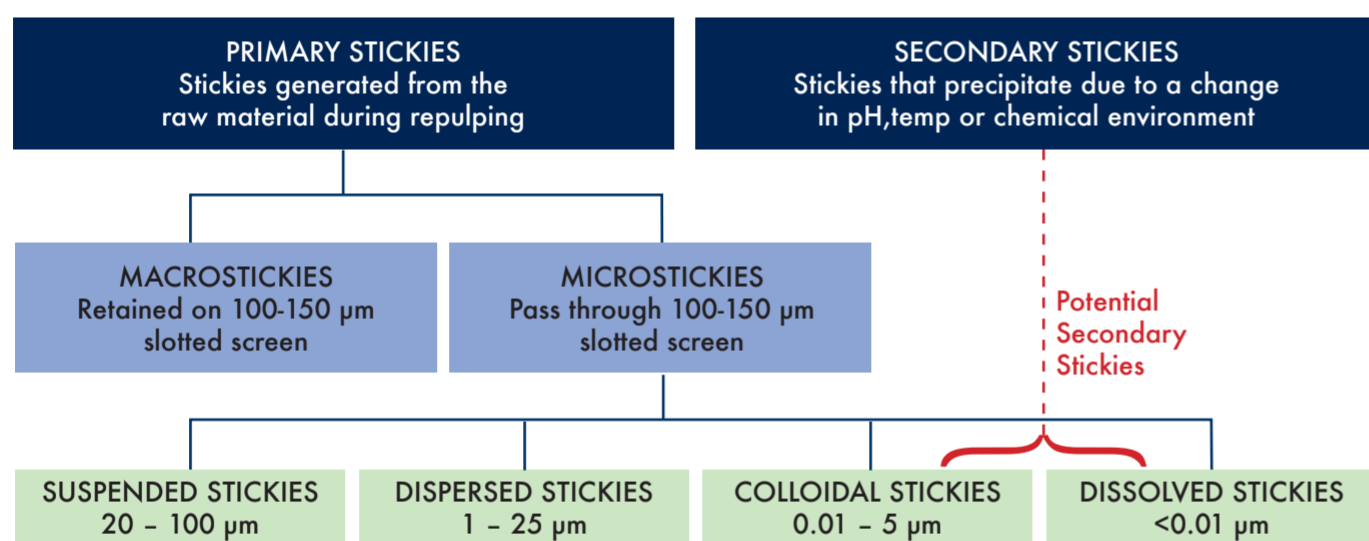 PRIMARY STICKIES
Stickies generated from the
raw material during repulping
SECONDARY STICKIES
Stickies that precipitate due to a change
in pH,temp or chemical environment
MACROSTICKIES
Retained on 100-150 µm
slotted screen
MICROSTICKIES
Pass through 100-150 µm
slotted screen
Potential
Secondary
Stickies
SUSPENDED STICKIES
20 – 100 µm
DISPERSED STICKIES
1 – 25 µm
COLLOIDAL STICKIES
0.01 – 5 µm
DISSOLVED STICKIES
<0.01 µm